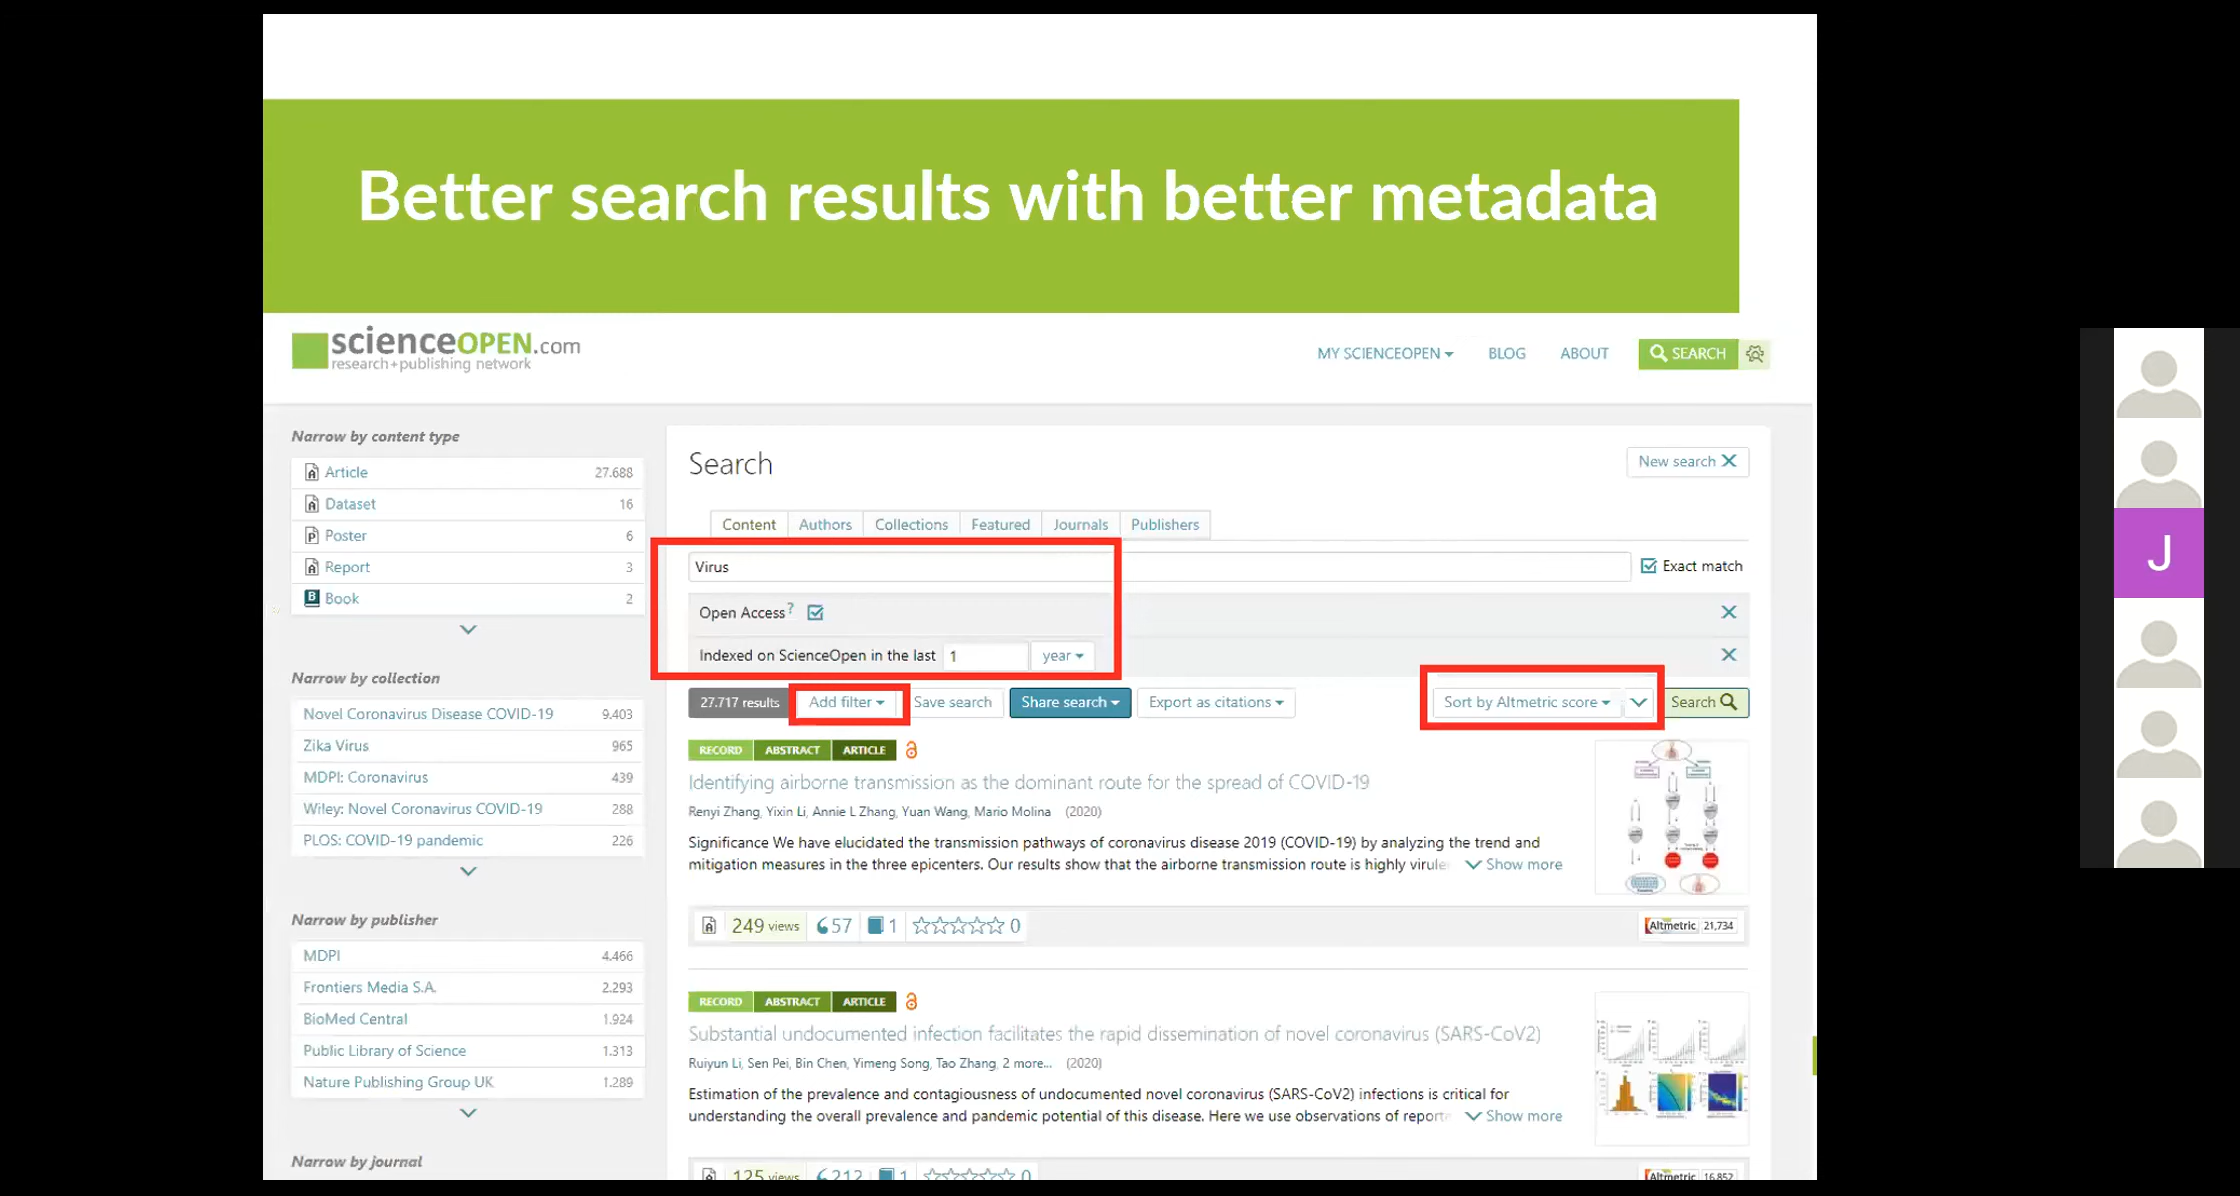 Better search results with better metadata
scienceOPEN.com
research+publishing network
MY SCIENCEOPEN
BLOG
ABOUT
SEARCH
Narrow by content type
Article 27.688
Dataset 16
Poster 6
Report 3
Book 2
Narrow by collection
Novel Coronavirus Disease COVID-19 9.403
Zika Virus 965
MDPI: Coronavirus 439
Wiley: Novel Coronavirus COVID-19 288
PLOS: COVID-19 pandemic 226
Narrow by publisher
MDPI 4.466
Frontiers Media S.A. 2.293
BioMed Central 1.924
Public Library of Science 1.313
Nature Publishing Group UK 1.289
Narrow by journal
Search
New search
Content Authors Collections Featured Journals Publishers
Virus
Exact match
Open Access?
Indexed on ScienceOpen in the last 1 year
27.717 results Add filter Save search Share search Export as citations Sort by Altmetric score Search
RECORD ABSTRACT ARTICLE
Identifying airborne transmission as the dominant route for the spread of COVID-19
Renyi Zhang, Yixin Li, Annie L Zhang, Yuan Wang, Mario Molina (2020)
Significance We have elucidated the transmission pathways of coronavirus disease 2019 (COVID-19) by analyzing the trend and
mitigation measures in the three epicenters. Our results show that the airborne transmission route is highly virule Show more
249 views 57 1 0 Altmetric 21,734
RECORD ABSTRACT ARTICLE
Substantial undocumented infection facilitates the rapid dissemination of novel coronavirus (SARS-CoV2)
Ruiyun Li, Sen Pei, Bin Chen, Yimeng Song, Tao Zhang, 2 more... (2020)
Estimation of the prevalence and contagiousness of undocumented novel coronavirus (SARS-CoV2) infections is critical for
understanding the overall prevalence and pandemic potential of this disease. Here we use observations of reporte Show more
125 views 212 1 0 Altmetric 16,852
J